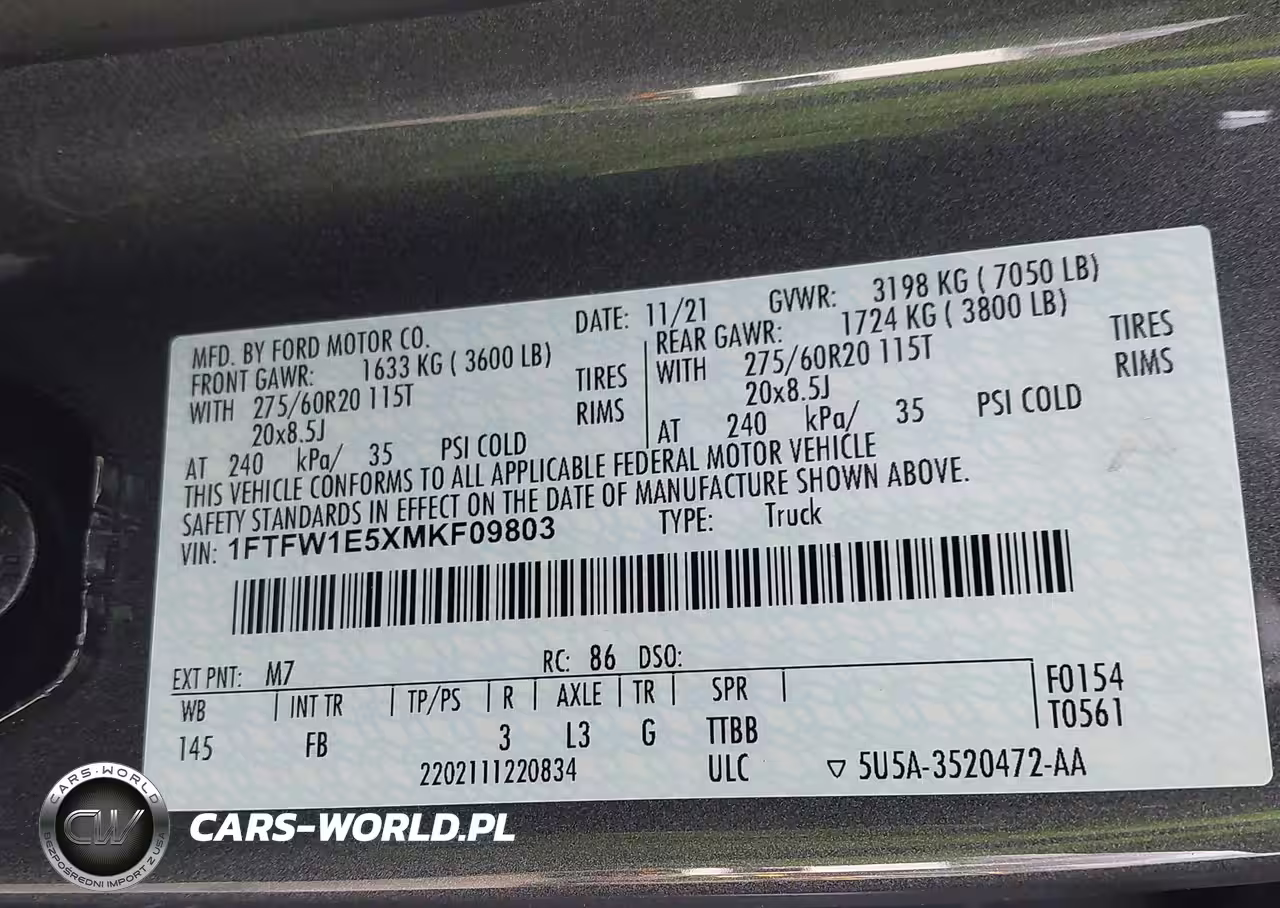 MFD. BY FORD MOTOR CO. DATE: 11/21 GVWR: 3198 KG ( 7050 LB)
FRONT GAWR: 1633 KG ( 3600 LB) REAR GAWR: 1724 KG ( 3800 LB)
WITH 275/60R20 115T TIRES WITH 275/60R20 115T TIRES
20x8.5J RIMS 20x8.5J RIMS
AT 240 kPa/ 35 PSI COLD AT 240 kPa/ 35 PSI COLD
THIS VEHICLE CONFORMS TO ALL APPLICABLE FEDERAL MOTOR VEHICLE
SAFETY STANDARDS IN EFFECT ON THE DATE OF MANUFACTURE SHOWN ABOVE.
VIN: 1FTFW1E5XMKF09803 TYPE: Truck
EXT PNT: M7 RC: 86 DSO:
WB INT TR TP/PS R AXLE TR SPR F0154
145 FB 3 L3 G TTBB T0561
2202111220834 ULC ▽ 5U5A-3520472-AA
CARS-WORLD
CW
BEZPOŚREDNI IMPORT Z USA
CARS-WORLD.PL